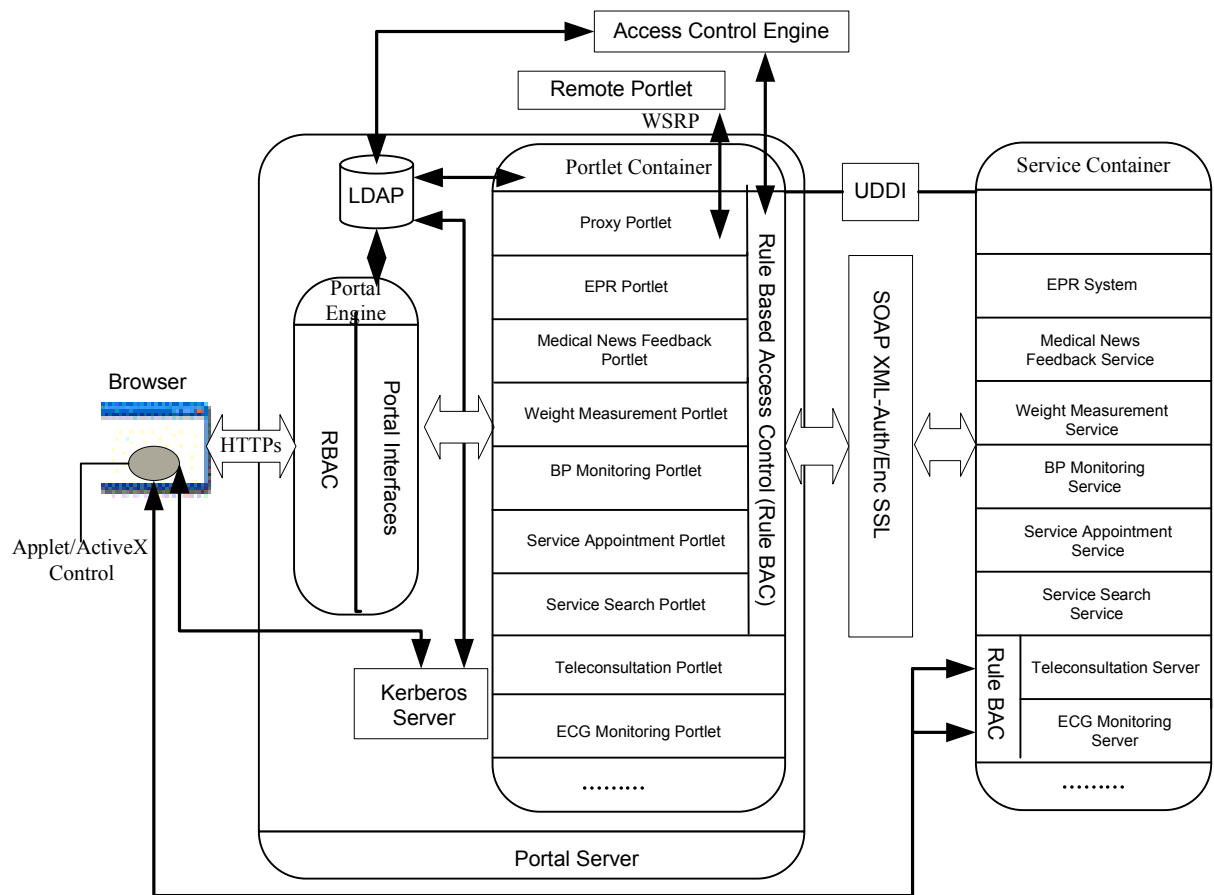 Access Control Engine
Remote Portlet
WSRP
LDAP
Portlet Container
UDDI
Service Container
Proxy Portlet
Rule Based Access Control (Rule BAC)
SOAP XML-Auth/Enc SSL
Portal
Engine
RBAC
Portal Interfaces
EPR Portlet
EPR System
Medical News Feedback
Portlet
Medical News
Feedback Service
Browser
HTTPs
Weight Measurement Portlet
Weight Measurement
Service
BP Monitoring Portlet
BP Monitoring
Service
Applet/ActiveX
Control
Service Appointment Portlet
Service Appointment
Service
Service Search Portlet
Service Search
Service
Kerberos
Server
Teleconsultation Portlet
Rule BAC
Teleconsultation Server
ECG Monitoring Portlet
ECG Monitoring
Server
.........
.........
Portal Server